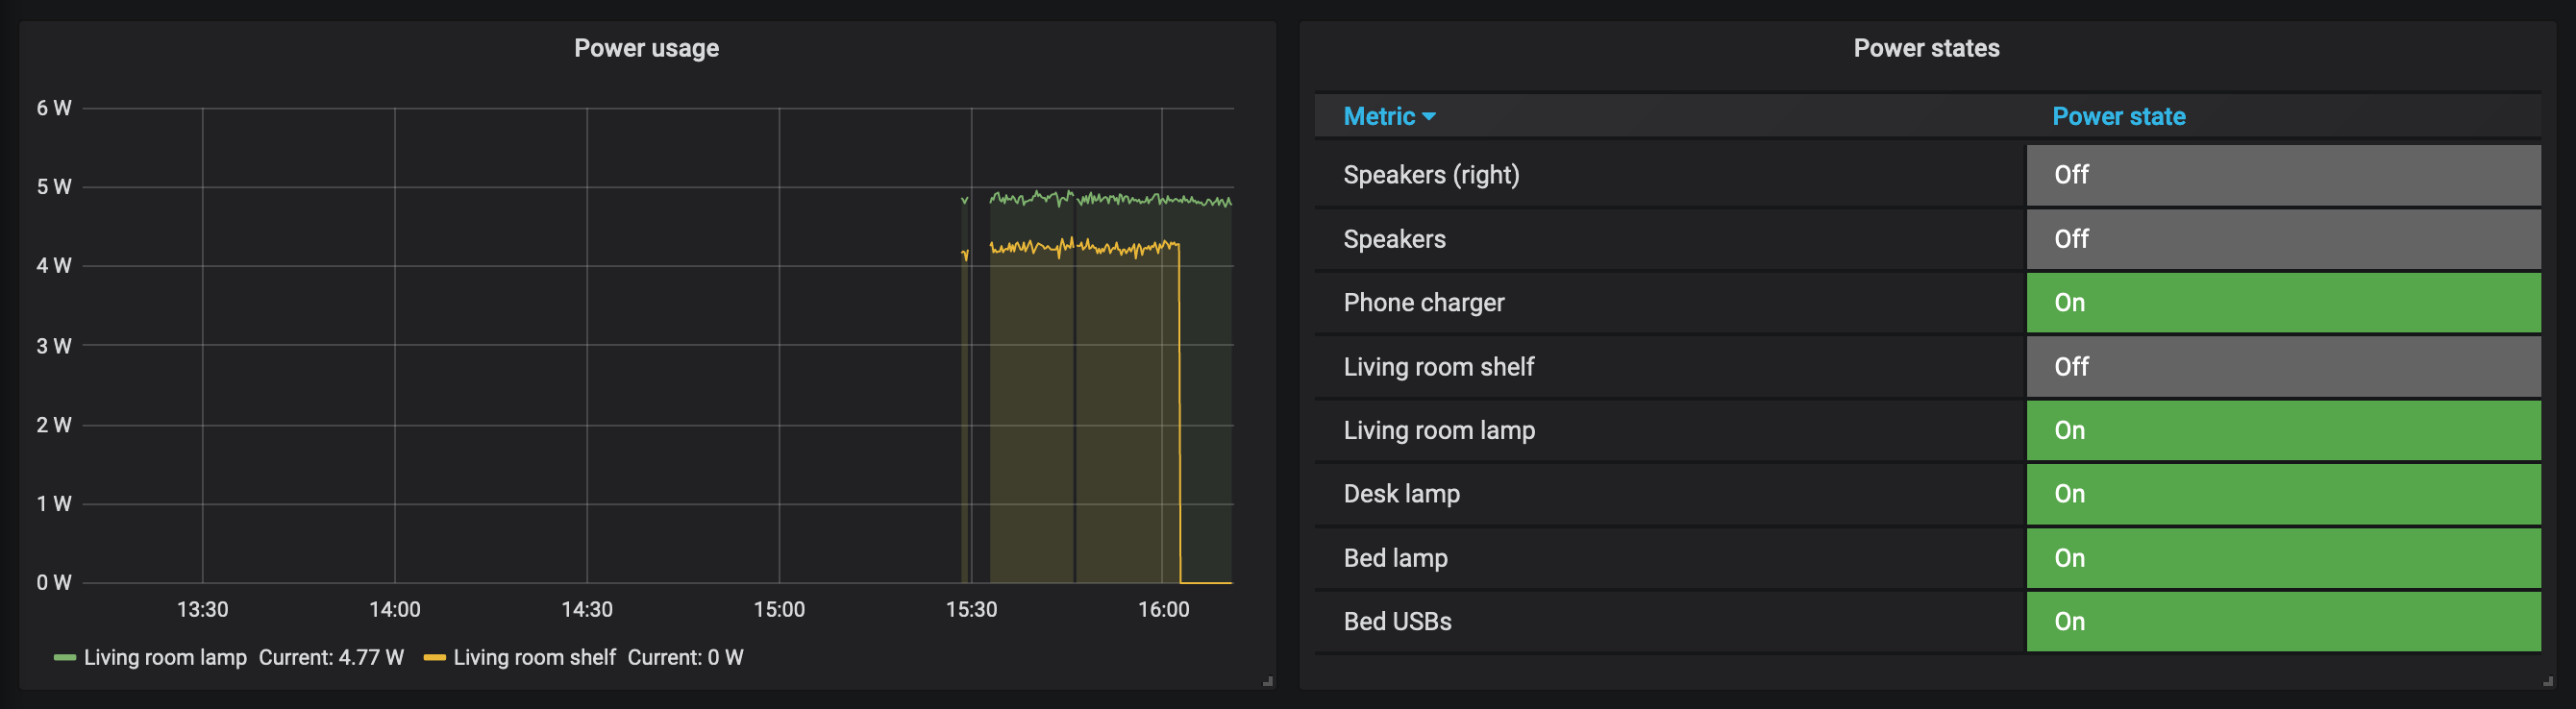 Power usage
6 W
5 W
4 W
3 W
2 W
1 W
0 W
13:30 14:00 14:30 15:00 15:30 16:00
Living room lamp Current: 4.77 W Living room shelf Current: 0 W
Power states
Metric Power state
Speakers (right) Off
Speakers Off
Phone charger On
Living room shelf Off
Living room lamp On
Desk lamp On
Bed lamp On
Bed USBs On